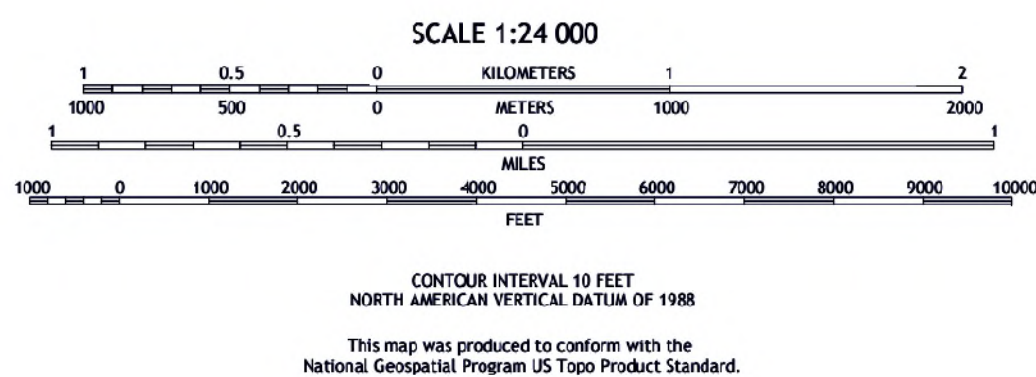 SCALE 1:24 000
1 0.5 0 KILOMETERS 1 2
1000 500 0 METERS 1000 2000
1 0.5 0 1
MILES
1000 0 1000 2000 3000 4000 5000 6000 7000 8000 9000 10000
FEET
CONTOUR INTERVAL 10 FEET
NORTH AMERICAN VERTICAL DATUM OF 1988
This map was produced to conform with the
National Geospatial Program US Topo Product Standard.